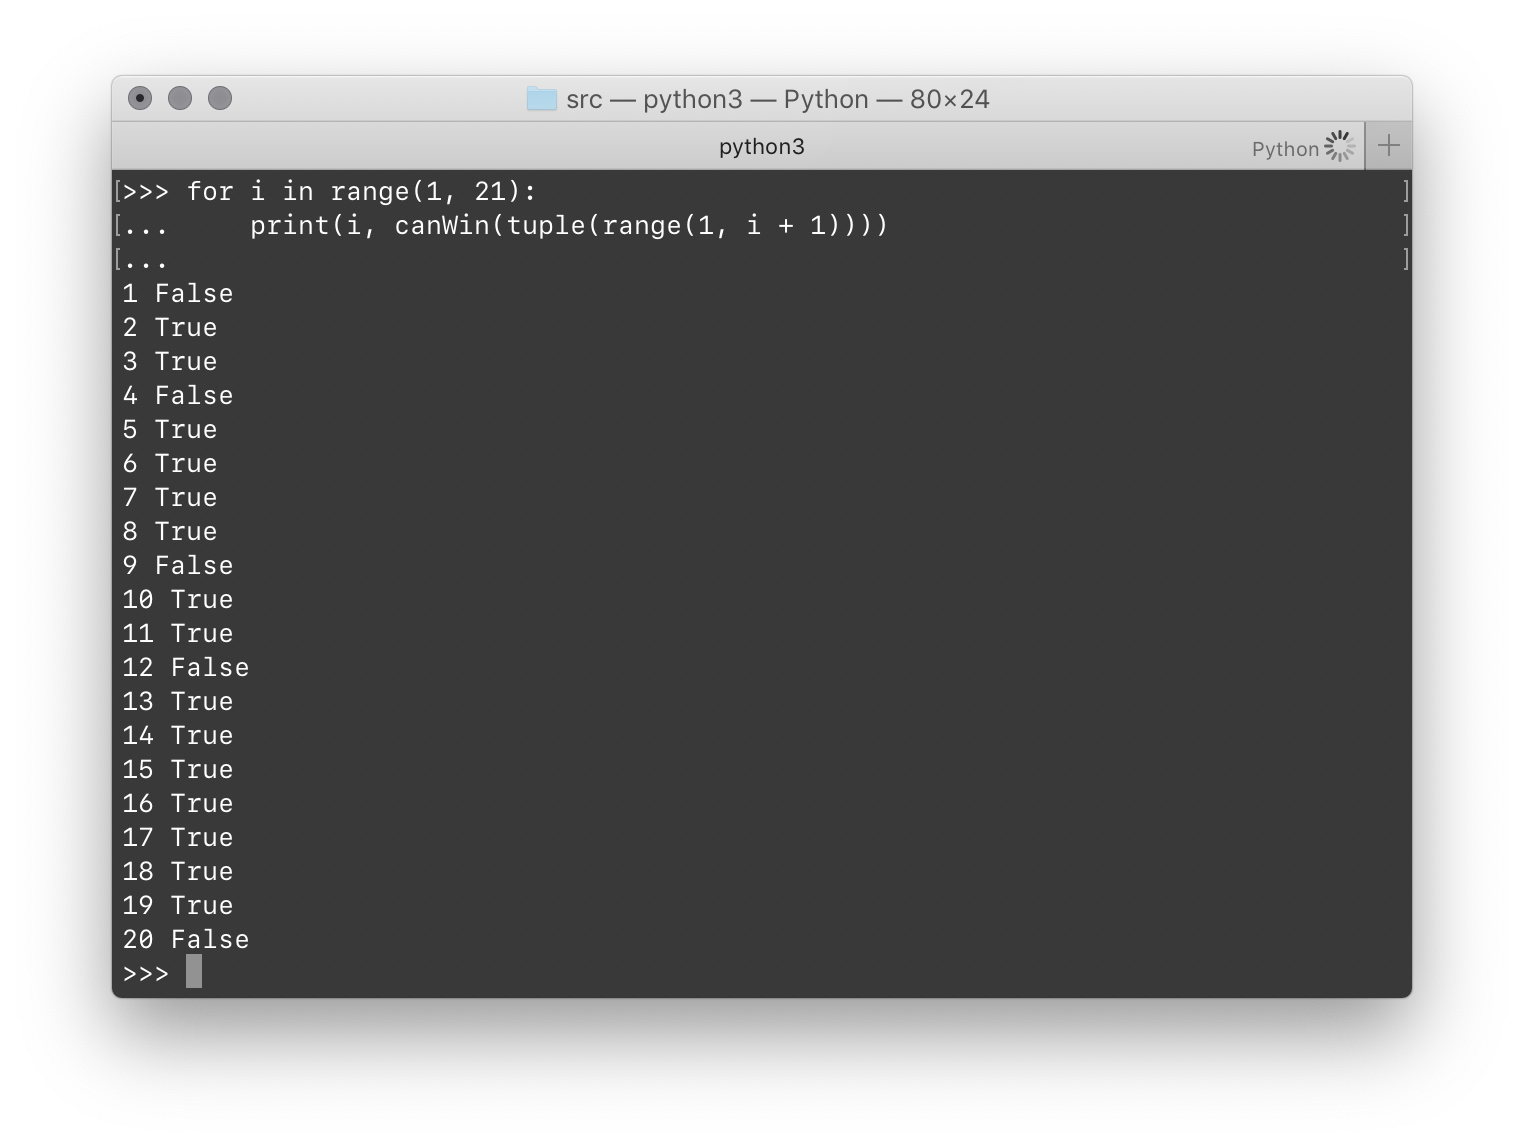 src — python3 — Python — 80×24
python3
Python
[>>> for i in range(1, 21): ]
[...     print(i, canWin(tuple(range(1, i + 1)))) ]
[... ]
1 False
2 True
3 True
4 False
5 True
6 True
7 True
8 True
9 False
10 True
11 True
12 False
13 True
14 True
15 True
16 True
17 True
18 True
19 True
20 False
>>>